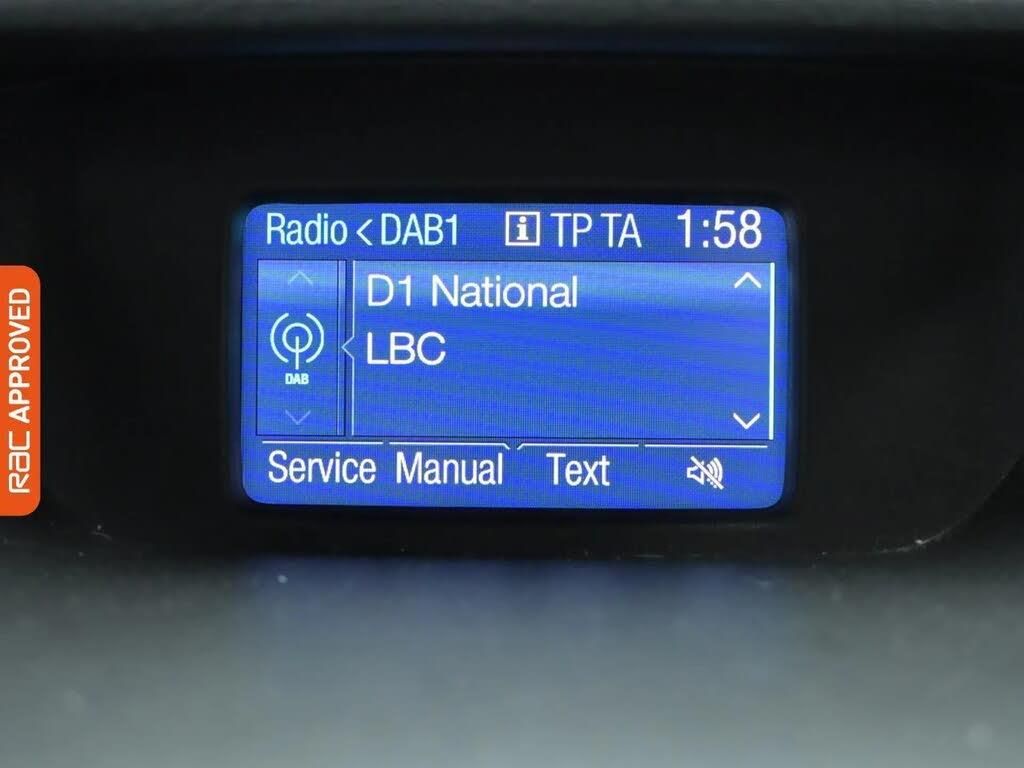 Radio < DAB1 i TP TA 1:58
D1 National
LBC
DAB
Service Manual Text
RAC APPROVED